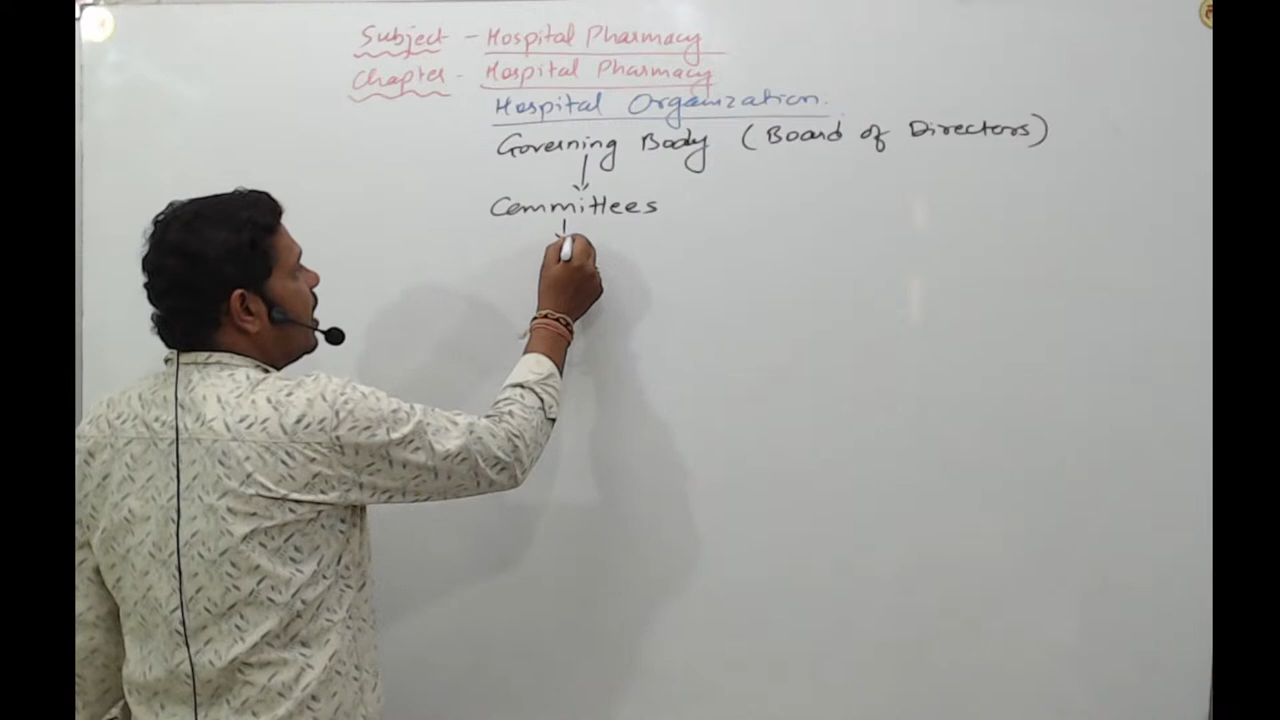 Subject - Hospital Pharmacy
Chapter - Hospital Pharmacy
Hospital Organization.
Governing Body (Board of Directors)
Committees